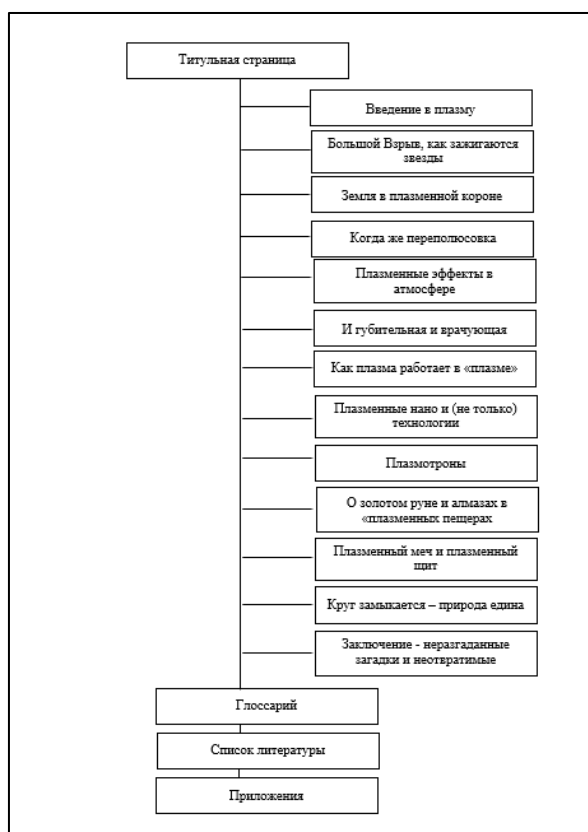 Титульная страница
Введение в плазму
Большой Взрыв, как зажигаются
звезды
Земля в плазменной короне
Когда же переполюсовка
Плазменные эффекты в
атмосфере
И губительная и врачующая
Как плазма работает в «плазме»
Плазменные нано и (не только)
технологии
Плазмотроны
О золотом руне и алмазах в
«плазменных пещерах
Плазменный меч и плазменный
щит
Круг замыкается – природа едина
Заключение - неразгаданные
загадки и неотвратимые
Глоссарий
Список литературы
Приложения